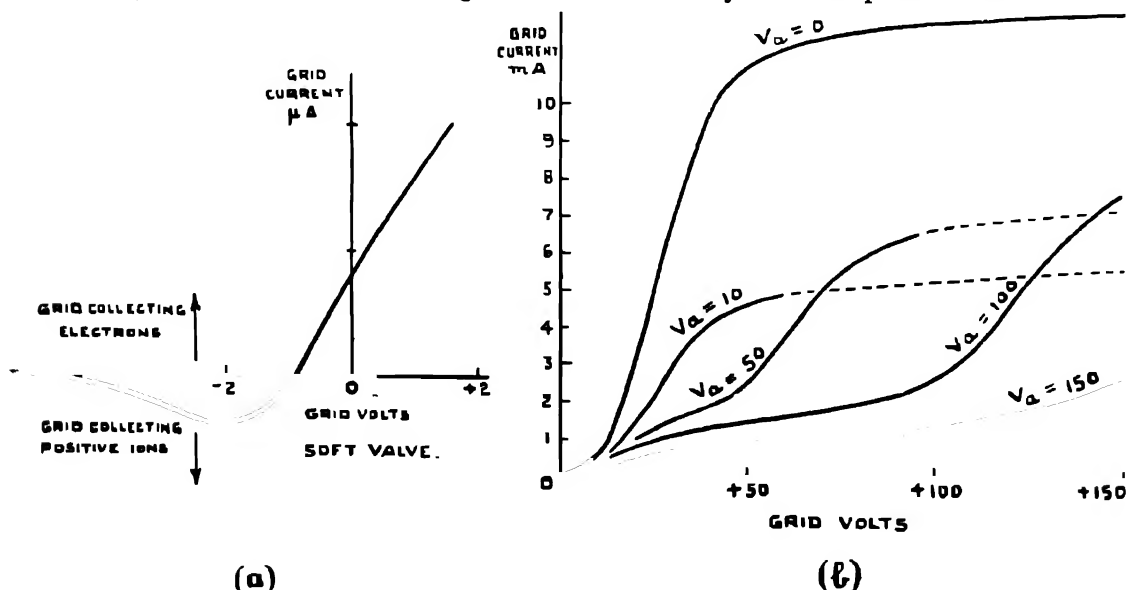 GRID
CURRENT
μA
GRID COLLECTING
ELECTRONS
-2
0
+2
GRID COLLECTING
POSITIVE IONS
GRID VOLTS
SOFT VALVE.
(a)
GRID
CURRENT
mA
10
9
8
7
6
5
4
3
2
1
0
Va = 0
Va = 10
Va = 50
Va = 100
Va = 150
+50
+100
+150
GRID VOLTS
(b)